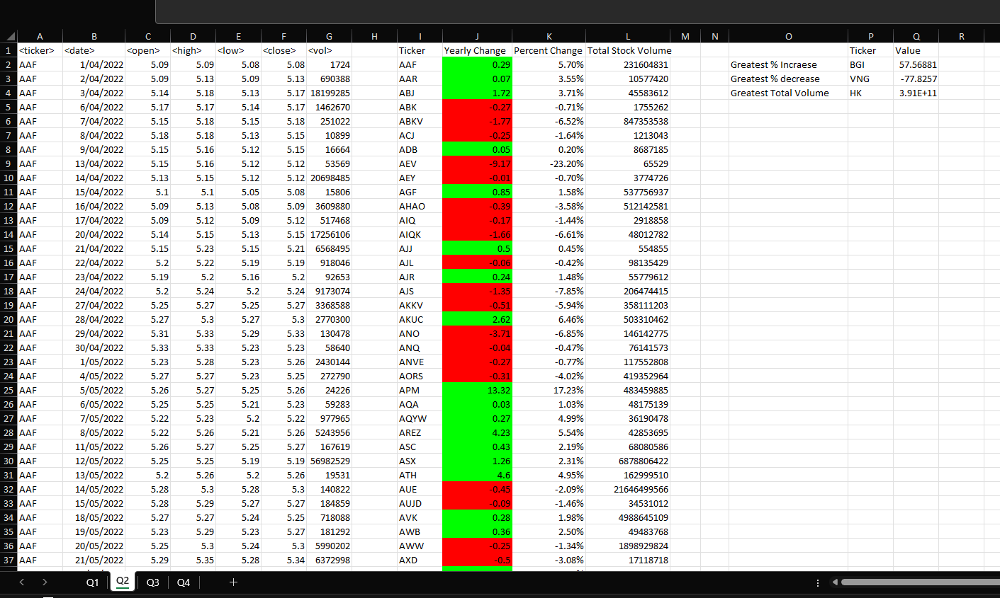 A B C D E F G H I J K L M N O P Q R
1 <ticker> <date> <open> <high> <low> <close> <vol> Ticker Yearly Change Percent Change Total Stock Volume Ticker Value
2 AAF 1/04/2022 5.09 5.09 5.08 5.08 1724 AAF 0.29 5.70% 231604831 Greatest % Incraese BGI 57.56881
3 AAF 2/04/2022 5.09 5.13 5.09 5.13 690388 AAR 0.07 3.55% 10577420 Greatest % decrease VNG -77.8257
4 AAF 3/04/2022 5.14 5.18 5.13 5.17 18199285 ABJ 1.72 3.71% 45583612 Greatest Total Volume HK 3.91E+11
5 AAF 6/04/2022 5.17 5.17 5.14 5.17 1462670 ABK -0.27 -0.71% 1755262
6 AAF 7/04/2022 5.15 5.18 5.15 5.18 251022 ABKV -1.77 -6.52% 847353538
7 AAF 8/04/2022 5.18 5.18 5.13 5.15 10899 ACJ -0.25 -1.64% 1213043
8 AAF 9/04/2022 5.15 5.16 5.12 5.15 16664 ADB 0.05 0.20% 8687185
9 AAF 13/04/2022 5.15 5.16 5.12 5.12 53569 AEV -9.17 -23.20% 65529
10 AAF 14/04/2022 5.13 5.15 5.12 5.12 20698485 AEY -0.01 -0.70% 3774726
11 AAF 15/04/2022 5.1 5.1 5.05 5.08 15806 AGF 0.85 1.58% 537756937
12 AAF 16/04/2022 5.09 5.13 5.08 5.09 3609880 AHAO -0.39 -3.58% 512142581
13 AAF 17/04/2022 5.09 5.12 5.09 5.12 517468 AIQ -0.17 -1.44% 2918858
14 AAF 20/04/2022 5.14 5.15 5.13 5.15 17256106 AIQK -1.66 -6.61% 48012782
15 AAF 21/04/2022 5.15 5.23 5.15 5.21 6568495 AJJ 0.5 0.45% 554855
16 AAF 22/04/2022 5.2 5.22 5.19 5.19 918046 AJL -0.06 -0.42% 98135429
17 AAF 23/04/2022 5.19 5.2 5.16 5.2 92653 AJR 0.24 1.48% 55779612
18 AAF 24/04/2022 5.2 5.24 5.2 5.24 9173074 AJS -1.35 -7.85% 206474415
19 AAF 27/04/2022 5.25 5.27 5.25 5.27 3368588 AKKV -0.51 -5.94% 358111203
20 AAF 28/04/2022 5.27 5.3 5.27 5.3 2770300 AKUC 2.62 6.46% 503310462
21 AAF 29/04/2022 5.31 5.33 5.29 5.33 130478 ANO -3.71 -6.85% 146142775
22 AAF 30/04/2022 5.33 5.33 5.23 5.23 58640 ANQ -0.04 -0.47% 76141573
23 AAF 1/05/2022 5.23 5.28 5.23 5.26 2430144 ANVE -0.27 -0.77% 117552808
24 AAF 4/05/2022 5.27 5.27 5.23 5.25 272790 AORS -0.31 -4.02% 419352964
25 AAF 5/05/2022 5.26 5.27 5.25 5.26 24226 APM 13.32 17.23% 483459885
26 AAF 6/05/2022 5.25 5.25 5.21 5.23 59283 AQA 0.03 1.03% 48175139
27 AAF 7/05/2022 5.22 5.23 5.2 5.22 977965 AQYW 0.27 4.99% 36190478
28 AAF 8/05/2022 5.22 5.26 5.21 5.26 5243956 AREZ 4.23 5.54% 42853695
29 AAF 11/05/2022 5.26 5.27 5.25 5.27 167619 ASC 0.43 2.19% 68080586
30 AAF 12/05/2022 5.25 5.25 5.19 5.19 56982529 ASX 1.26 2.31% 6878806422
31 AAF 13/05/2022 5.2 5.26 5.2 5.26 19531 ATH 4.6 4.95% 162999510
32 AAF 14/05/2022 5.28 5.3 5.28 5.3 140822 AUE -0.45 -2.09% 21646499566
33 AAF 15/05/2022 5.28 5.29 5.27 5.27 184859 AUJD -0.09 -1.46% 34531012
34 AAF 18/05/2022 5.27 5.27 5.24 5.25 718088 AVK 0.28 1.98% 4988645109
35 AAF 19/05/2022 5.23 5.29 5.23 5.27 181292 AWB 0.36 2.50% 49483768
36 AAF 20/05/2022 5.25 5.3 5.24 5.3 5990202 AWW -0.25 -1.34% 1898929824
37 AAF 21/05/2022 5.29 5.35 5.28 5.34 6372998 AXD -0.5 -3.08% 17118718
Q1 Q2 Q3 Q4